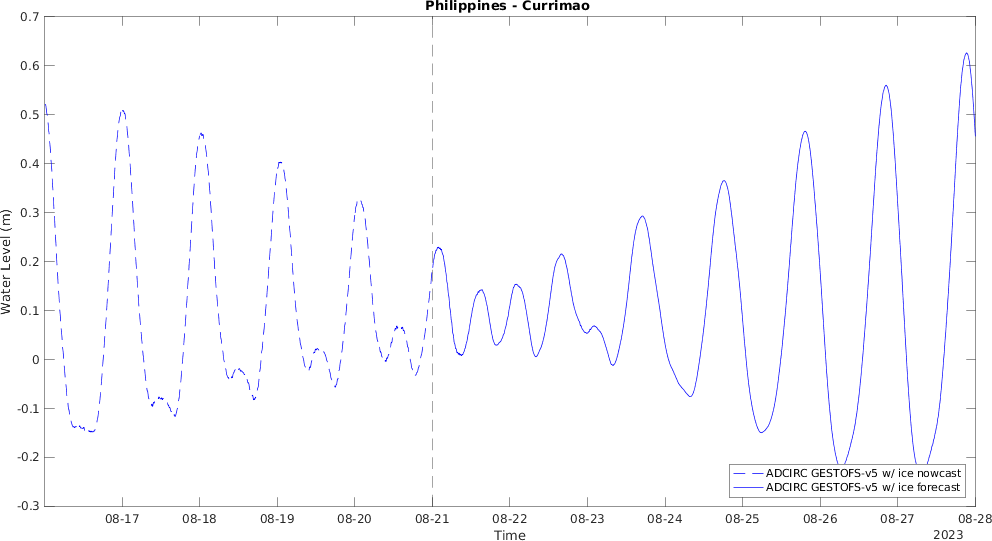 Philippines - Currimao
0.7
0.6
0.5
0.4
0.3
0.2
0.1
0
-0.1
-0.2
-0.3
Water Level (m)
ADCIRC GESTOFS-v5 w/ ice nowcast
ADCIRC GESTOFS-v5 w/ ice forecast
08-17 08-18 08-19 08-20 08-21 08-22 08-23 08-24 08-25 08-26 08-27 08-28
Time
2023